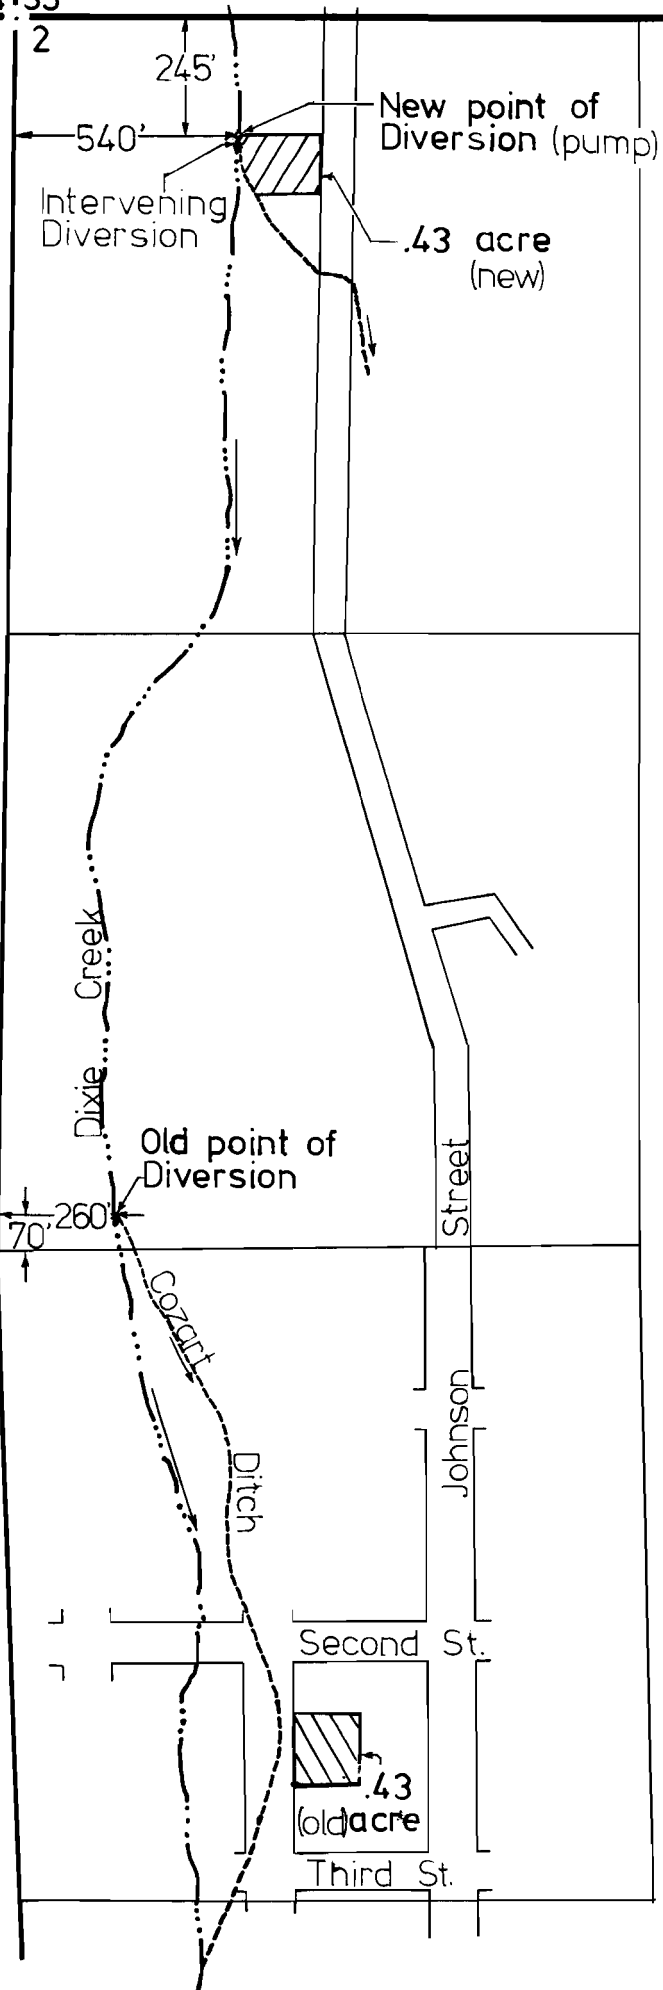 2
245'
New point of
Diversion (pump)
540'
Intervening
Diversion
.43 acre
(new)
Dixie Creek
Old point of
Diversion
260'
70'
Cozart
Ditch
Johnson Street
Second St.
.43
(old) acre
Third St.